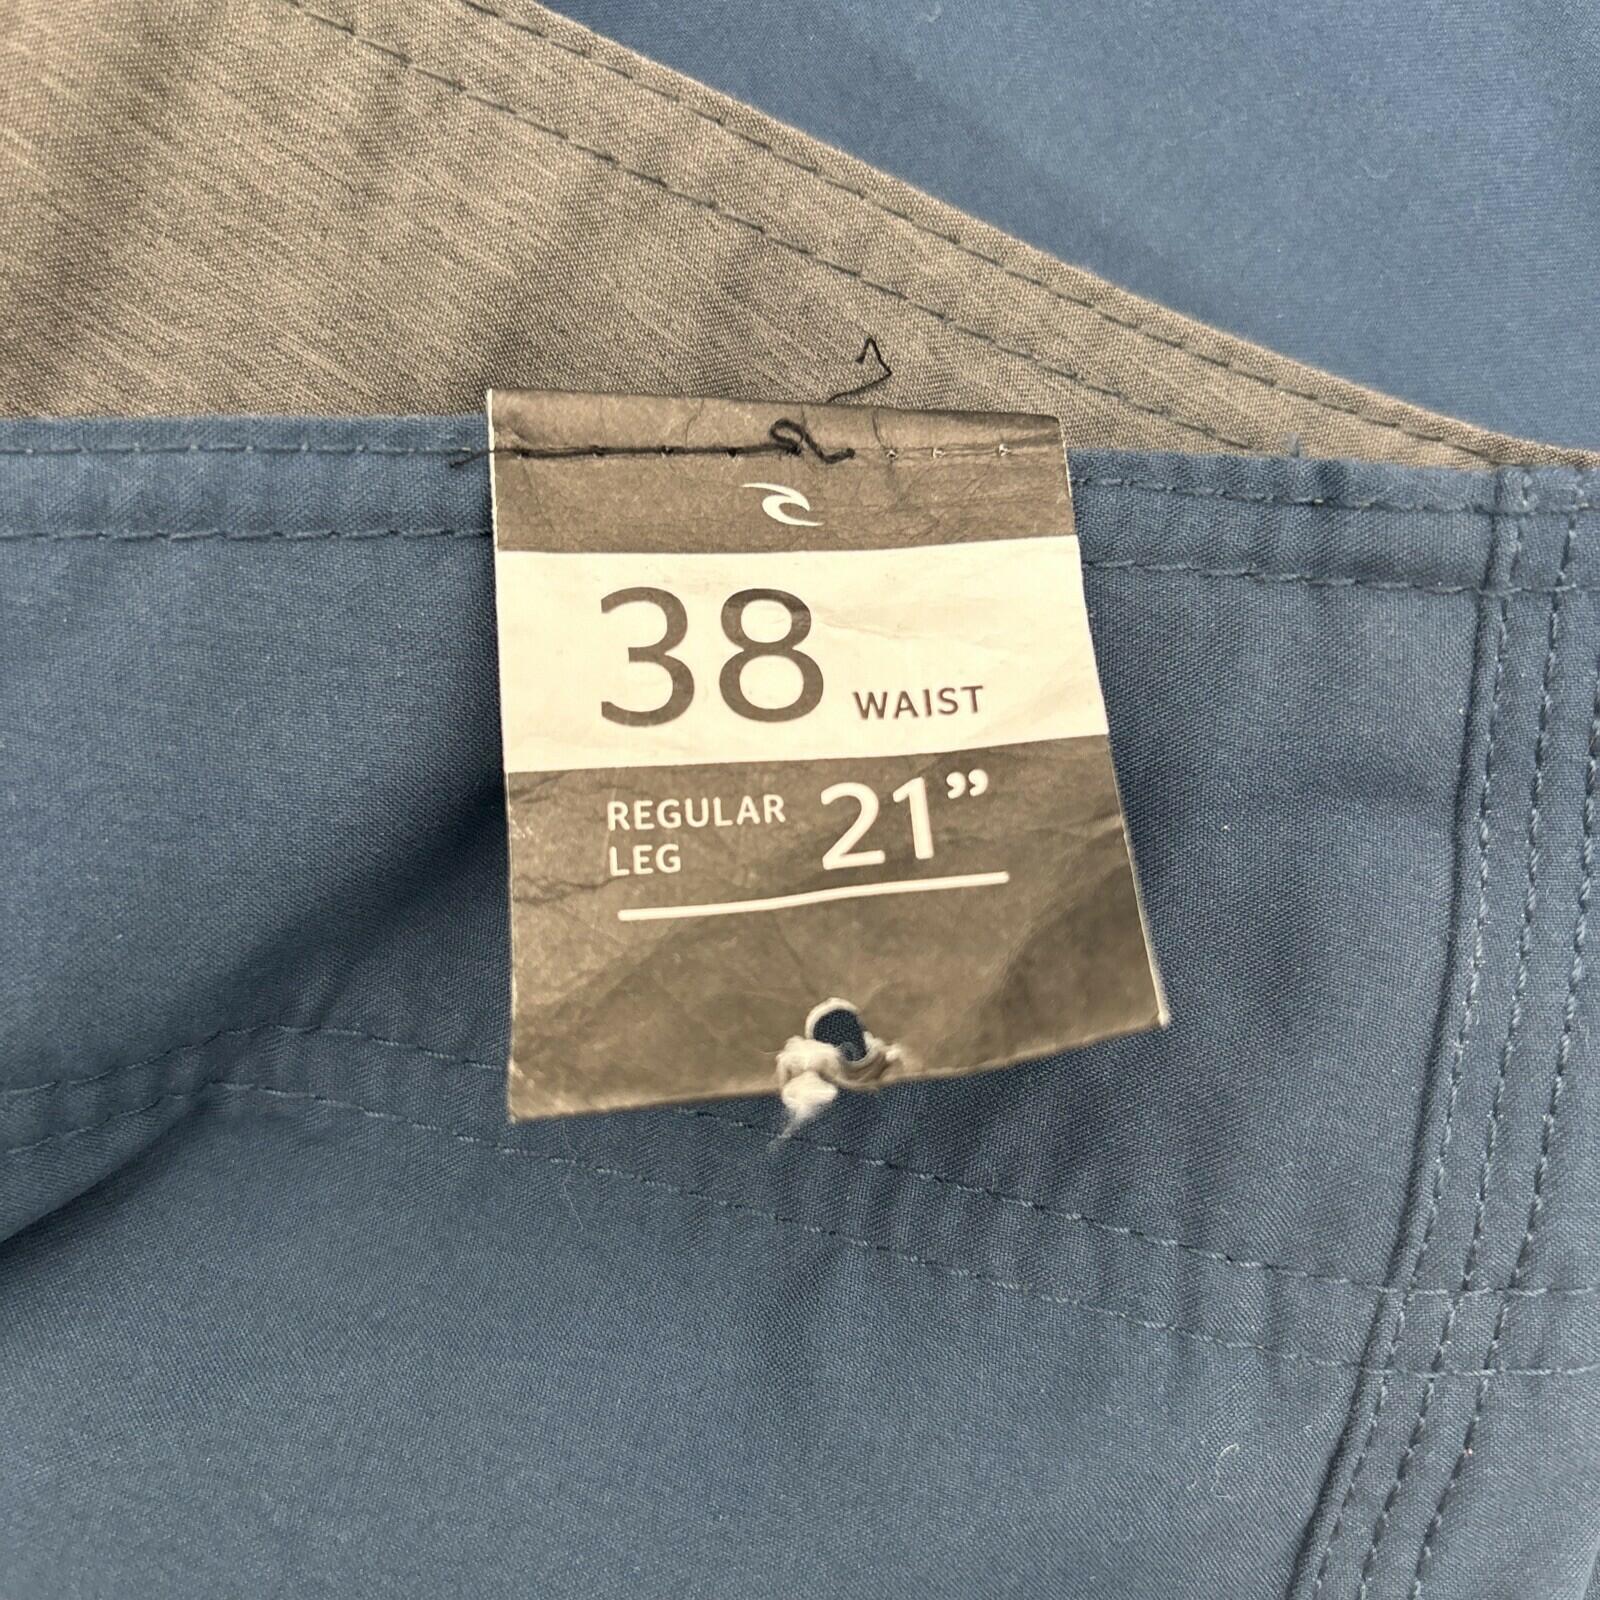 38 WAIST
REGULAR
LEG 21”